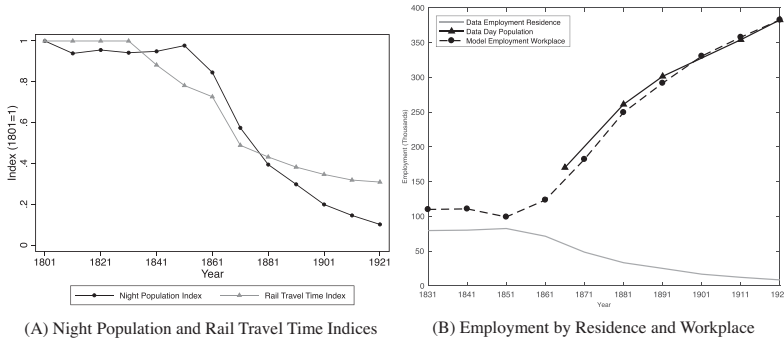 1
.8
.6
.4
.2
0
Index (1801=1)
1801 1821 1841 1861 1881 1901 1921
Year
Night Population Index
Rail Travel Time Index
(A) Night Population and Rail Travel Time Indices
Data Employment Residence
Data Day Population
Model Employment Workplace
400
350
300
250
200
150
100
50
0
Employment (Thousands)
1831 1841 1851 1861 1871 1881 1891 1901 1911 192
Year
(B) Employment by Residence and Workplace